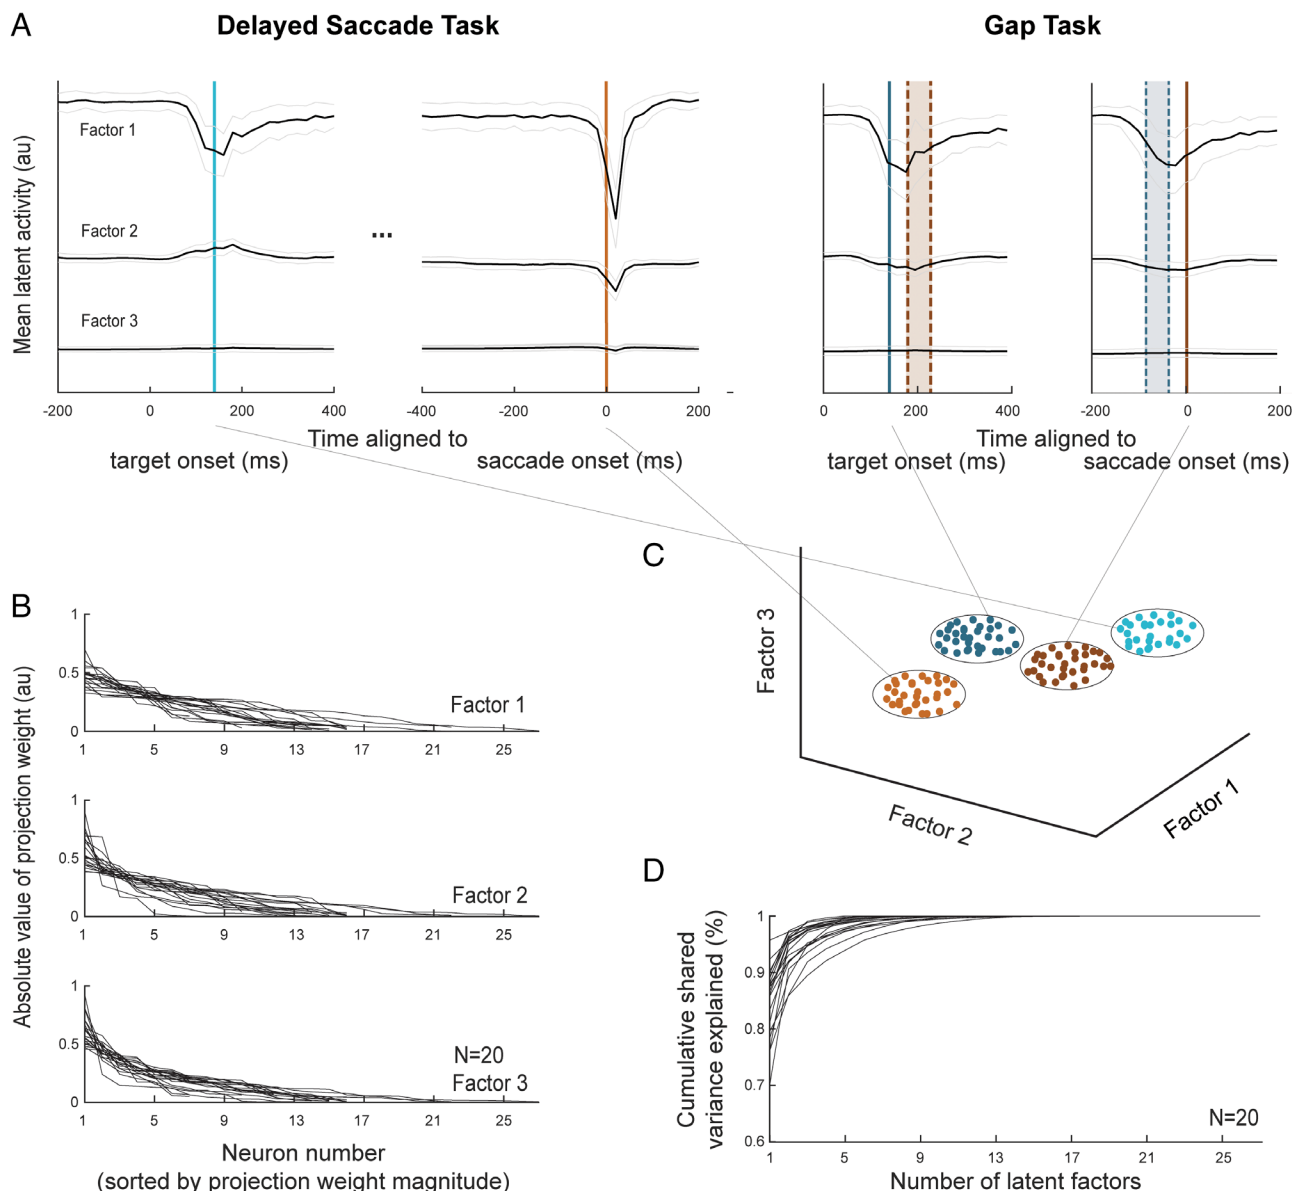 A
Delayed Saccade Task
Gap Task
Mean latent activity (au)
Factor 1
Factor 2
Factor 3
...
-200 0 200 400
-400 -200 0 200
0 200 400
-200 0 200
Time aligned to
target onset (ms)
saccade onset (ms)
Time aligned to
target onset (ms)
saccade onset (ms)
B
Absolute value of projection weight (au)
1
0.5
0
Factor 1
1 5 9 13 17 21 25
1
0.5
0
Factor 2
1 5 9 13 17 21 25
1
0.5
0
N=20
Factor 3
1 5 9 13 17 21 25
Neuron number
(sorted by projection weight magnitude)
C
Factor 3
Factor 2
Factor 1
D
Cumulative shared
variance explained (%)
1
0.9
0.8
0.7
0.6
N=20
1 5 9 13 17 21 25
Number of latent factors